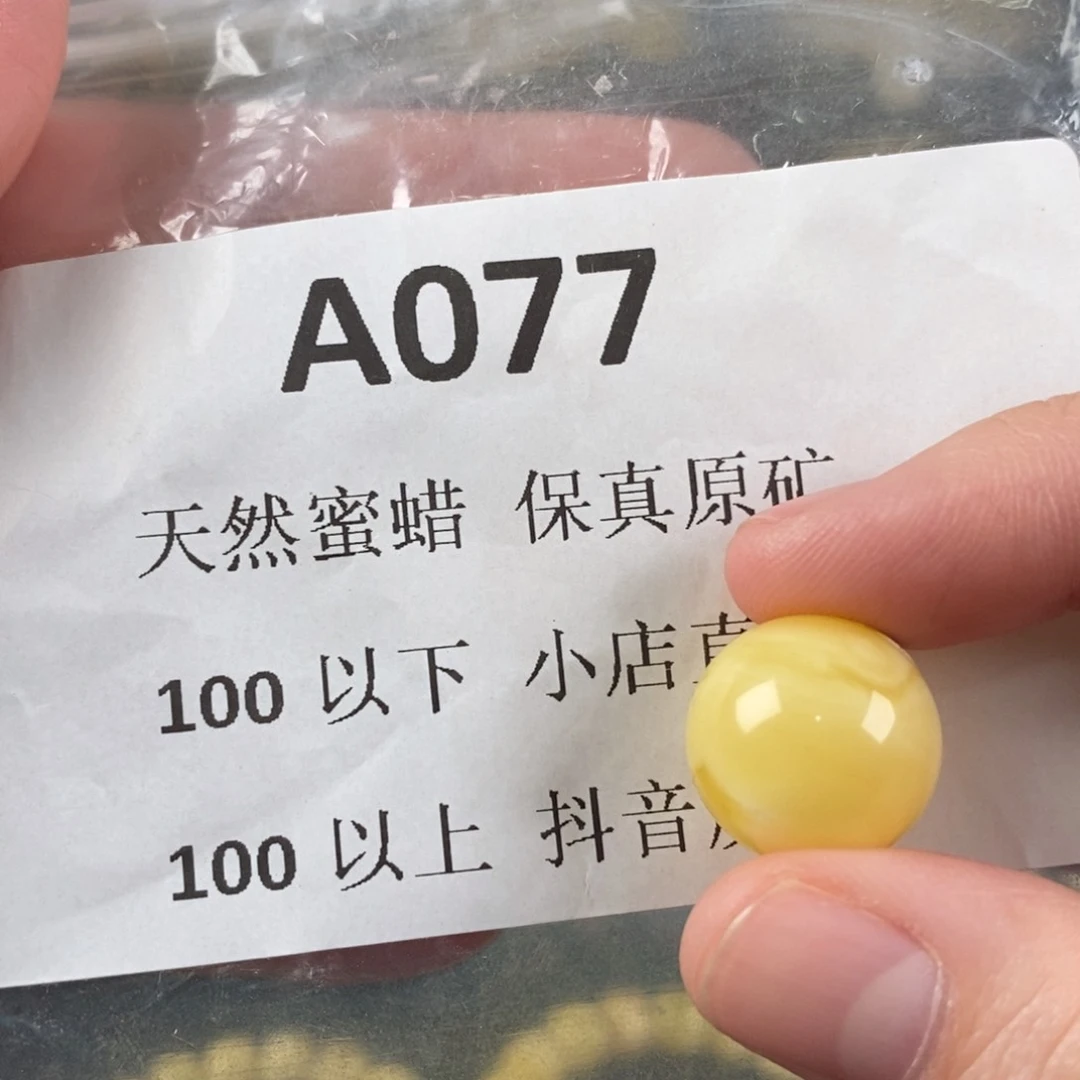 A077
天然蜜蜡 保真原矿
100 以下 小店
100 以上 抖音